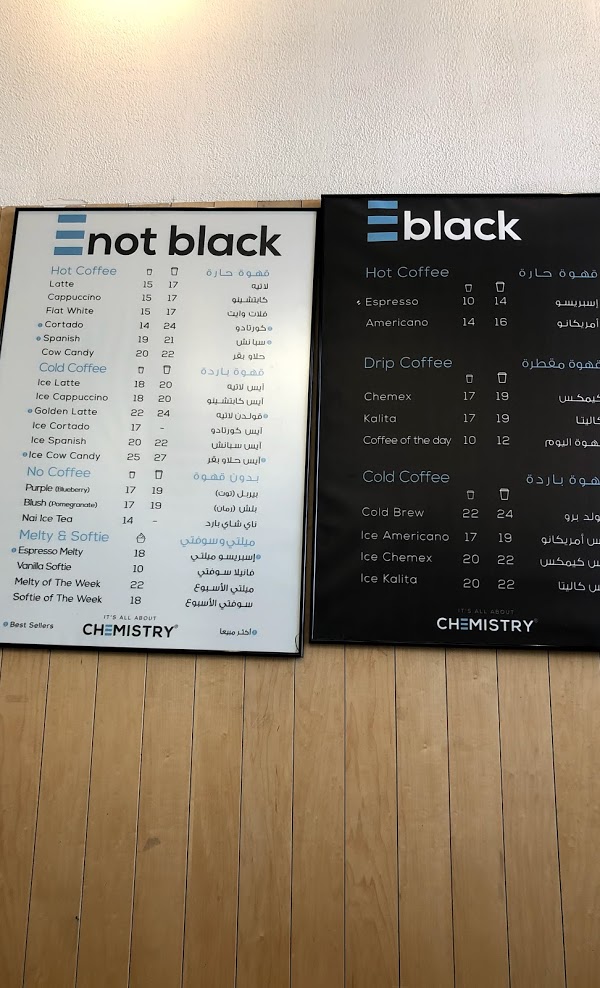 not black
Hot Coffee قهوة حارة
Latte 15 17 لاتيه
Cappuccino 15 17 كابتشينو
Flat White 15 17 فلات وايت
Cortado 14 24 كورتادو
Spanish 19 21 سبانش
Cow Candy 20 22 حلاو بقر
Cold Coffee قهوة باردة
Ice Latte 18 20 آيس لاتيه
Ice Cappuccino 18 20 آيس كابتشينو
Golden Latte 22 24 قولدن لاتيه
Ice Cortado 17 - آيس كورتادو
Ice Spanish 20 22 آيس سبانش
Ice Cow Candy 25 27 آيس حلاو بقر
No Coffee بدون قهوة
Purple (Blueberry) 17 19 بيربل (توت)
Blush (Pomegranate) 17 19 بلش (رمان)
Nai Ice Tea 14 - ناي شاي بارد
Melty & Softie ميلتي وسوفتي
Espresso Melty 18 إسبريسو ميلتي
Vanilla Softie 10 فانيلا سوفتي
Melty of The Week 22 ميلتي الأسبوع
Softie of The Week 18 سوفتي الأسبوع
Best Sellers
IT'S ALL ABOUT
CHEMISTRY®
أكثر مبيعا
black
Hot Coffee قهوة حارة
Espresso 10 14 إسبريسو
Americano 14 16 أمريكانو
Drip Coffee قهوة مقطرة
Chemex 17 19 كيمكس
Kalita 17 19
Coffee of the day 10 12 اليوم
Cold Coffee باردة
Cold Brew 22 24 برو
Ice Americano 17 19 أمريكانو
Ice Chemex 20 22 كيمكس
Ice Kalita 20 22 كاليتا
IT'S ALL ABOUT
CHEMISTRY®